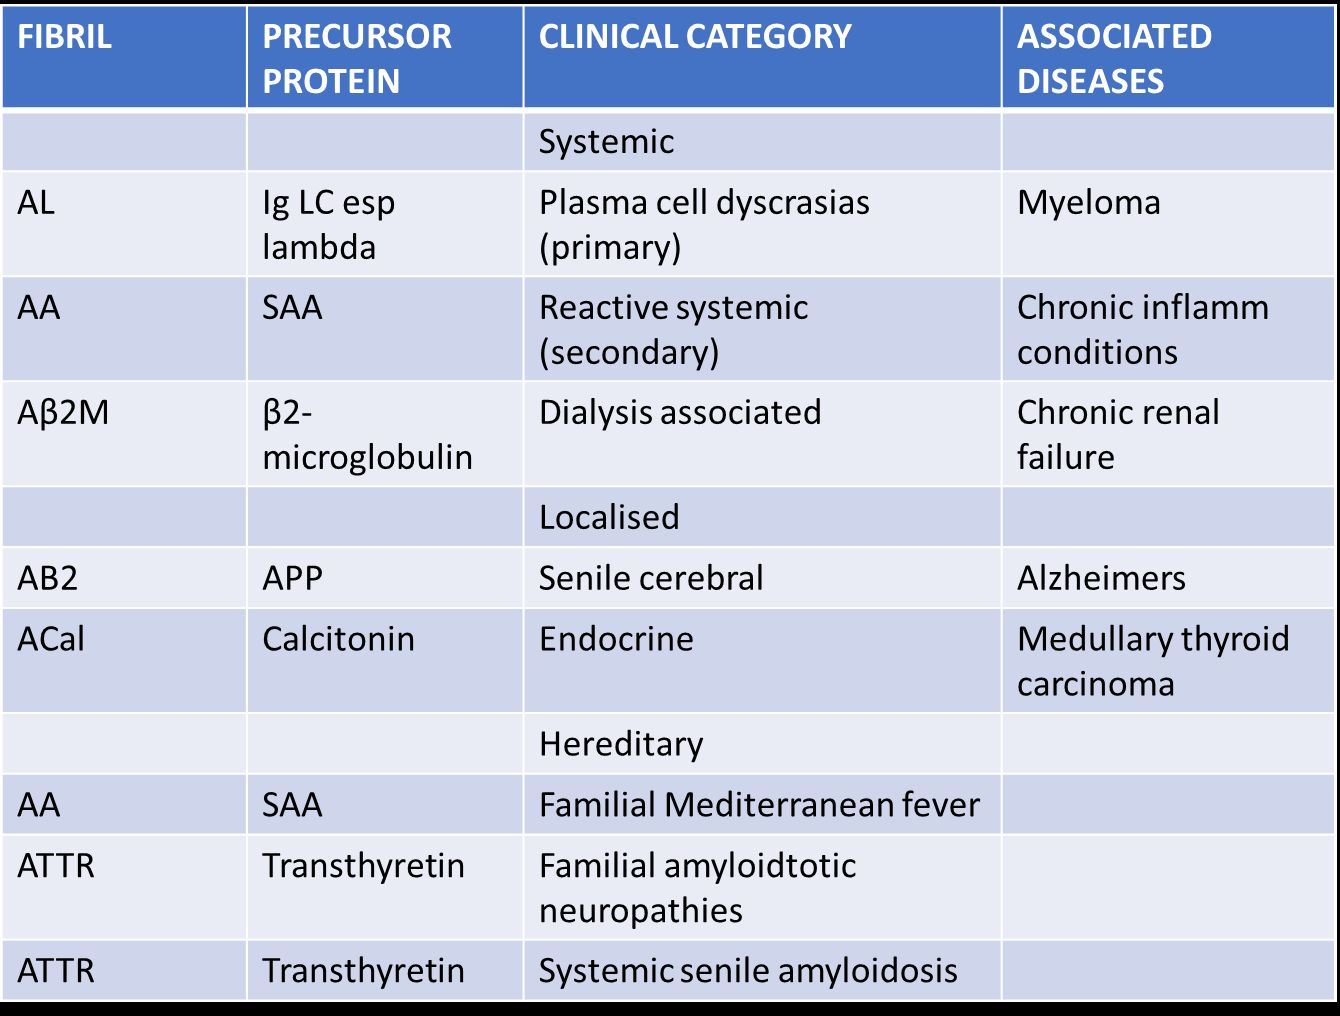 FIBRIL
PRECURSOR
PROTEIN
CLINICAL CATEGORY
ASSOCIATED
DISEASES
Systemic
AL
Ig LC esp
lambda
Plasma cell dyscrasias
(primary)
Myeloma
AA
SAA
Reactive systemic
(secondary)
Chronic inflamm
conditions
Aβ2M
β2-
microglobulin
Dialysis associated
Chronic renal
failure
Localised
AB2
APP
Senile cerebral
Alzheimers
ACal
Calcitonin
Endocrine
Medullary thyroid
carcinoma
Hereditary
AA
SAA
Familial Mediterranean fever
ATTR
Transthyretin
Familial amyloidtotic
neuropathies
ATTR
Transthyretin
Systemic senile amyloidosis